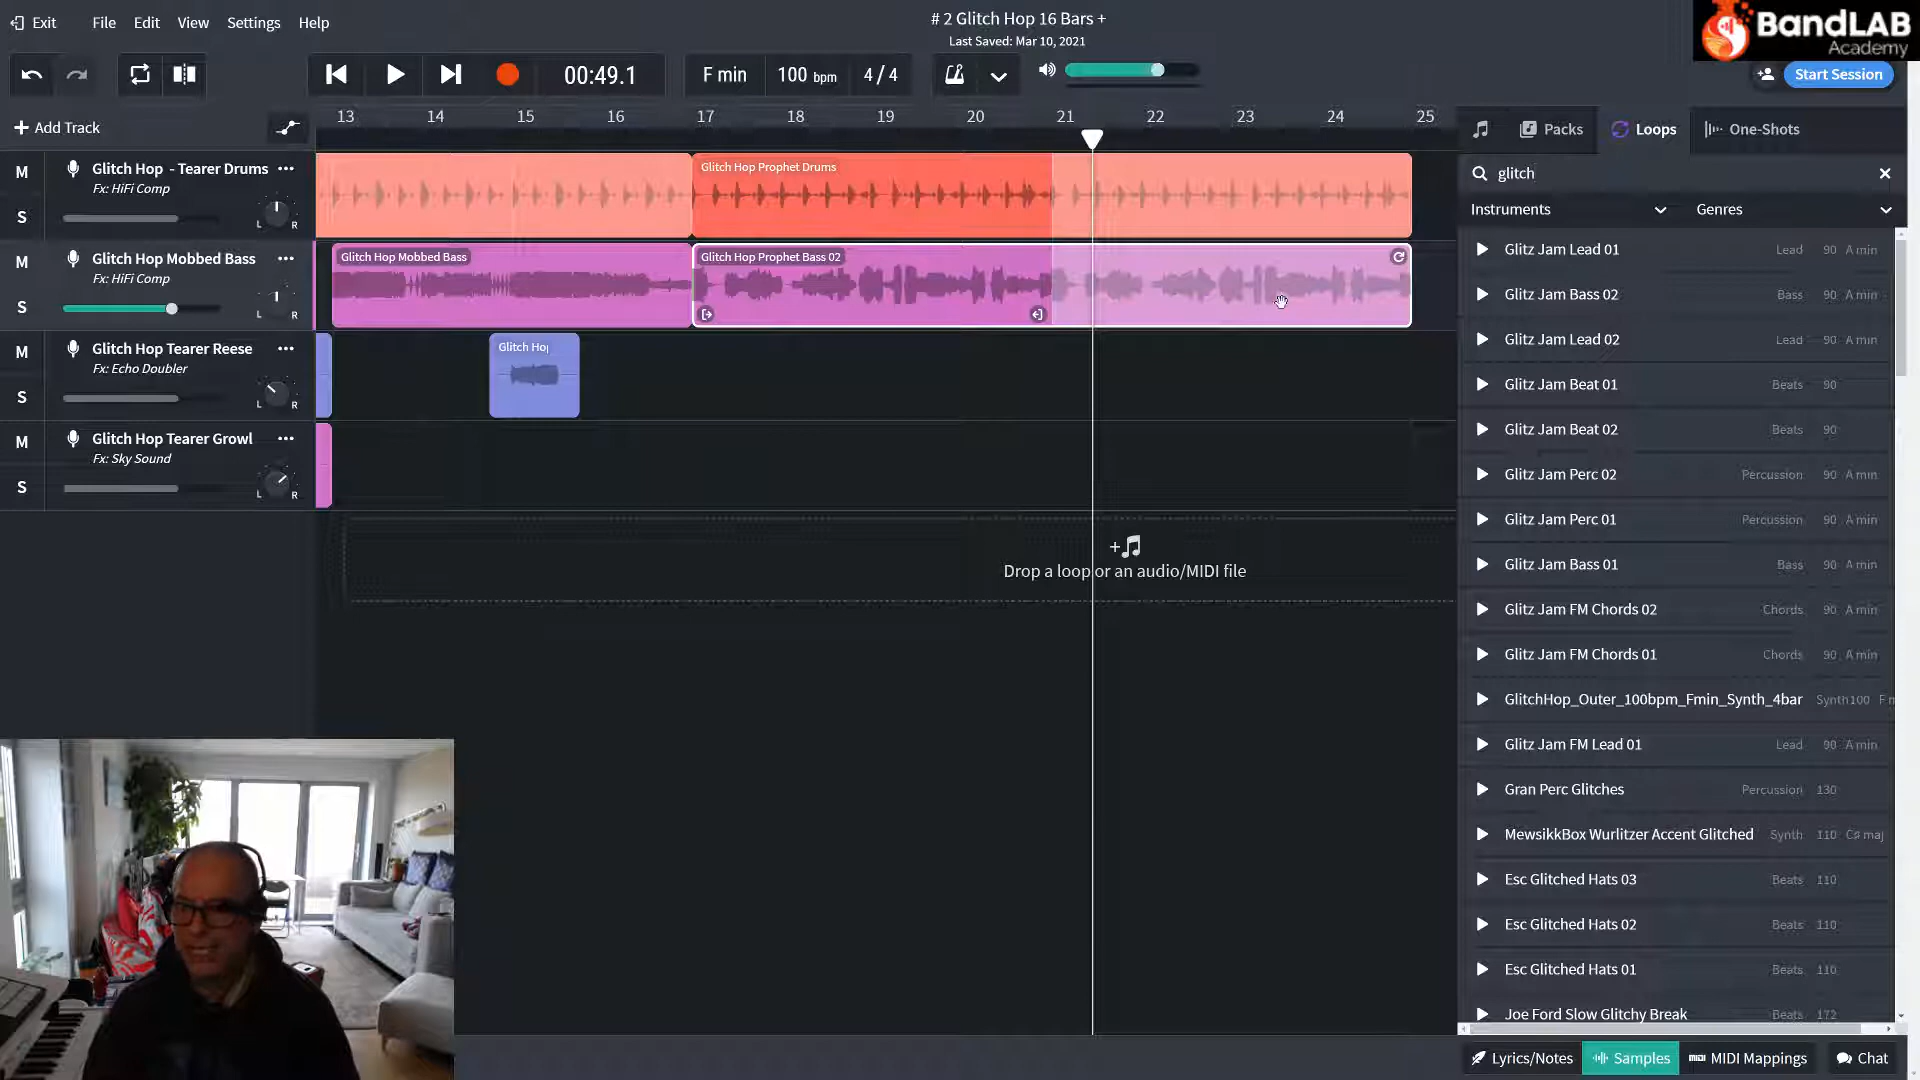 Exit File Edit View Settings Help
# 2 Glitch Hop 16 Bars +
Last Saved: Mar 10, 2021
BandLAB
Academy
00:49.1 F min 100 bpm 4 / 4
Start Session
Add Track
13 14 15 16 17 18 19 20 21 22 23 24 25
Packs Loops One-Shots
glitch
Instruments Genres
M Glitch Hop - Tearer Drums
Fx: HiFi Comp
S L R
Glitch Hop Prophet Drums
M Glitch Hop Mobbed Bass
Fx: HiFi Comp
S L R
Glitch Hop Mobbed Bass
Glitch Hop Prophet Bass 02
M Glitch Hop Tearer Reese
Fx: Echo Doubler
S L R
Glitch Ho
M Glitch Hop Tearer Growl
Fx: Sky Sound
S L R
Drop a loop or an audio/MIDI file
Glitz Jam Lead 01 Lead 90 A min
Glitz Jam Bass 02 Bass 90 A min
Glitz Jam Lead 02 Lead 90 A min
Glitz Jam Beat 01 Beats 90
Glitz Jam Beat 02 Beats 90
Glitz Jam Perc 02 Percussion 90 A min
Glitz Jam Perc 01 Percussion 90 A min
Glitz Jam Bass 01 Bass 90 A min
Glitz Jam FM Chords 02 Chords 90 A min
Glitz Jam FM Chords 01 Chords 90 A min
GlitchHop_Outer_100bpm_Fmin_Synth_4bar Synth 100 F
Glitz Jam FM Lead 01 Lead 90 A min
Gran Perc Glitches Percussion 130
MewsikkBox Wurlitzer Accent Glitched Synth 110 C♯ maj
Esc Glitched Hats 03 Beats 110
Esc Glitched Hats 02 Beats 110
Esc Glitched Hats 01 Beats 110
Joe Ford Slow Glitchy Break Beats 172
Lyrics/Notes Samples MIDI Mappings Chat